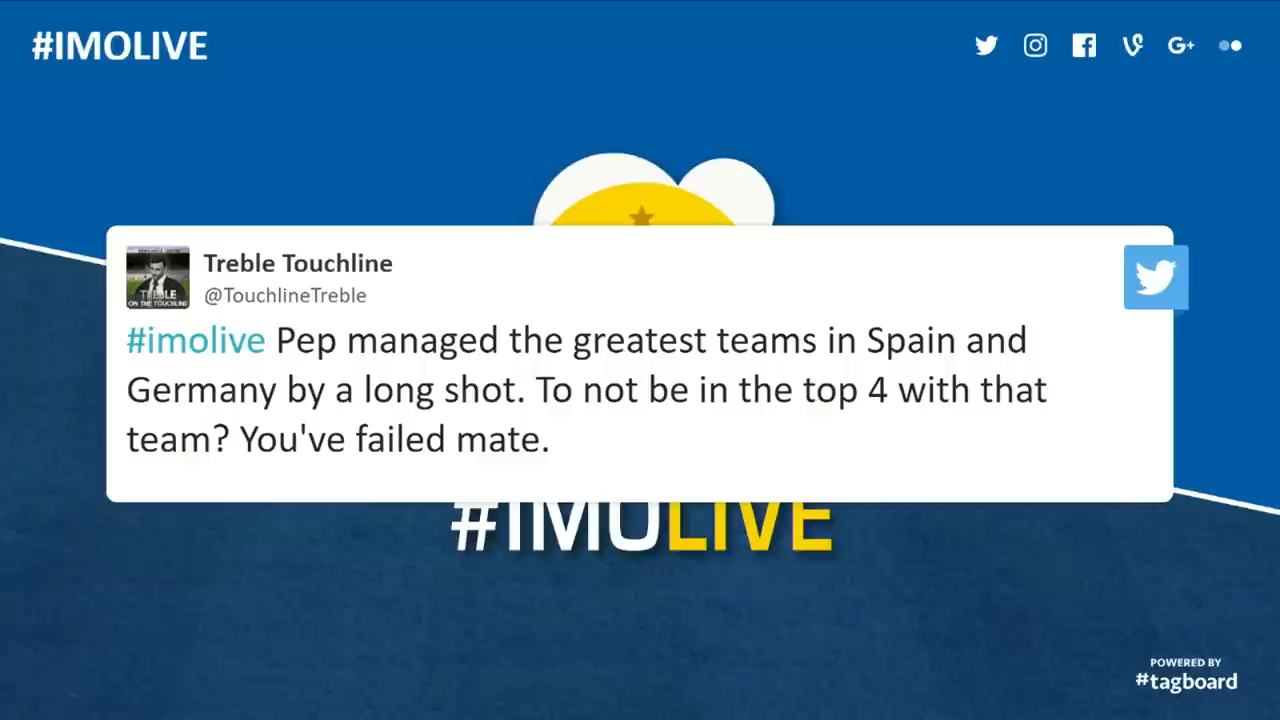 #IMOLIVE
Treble Touchline
@TouchlineTreble
#imolive Pep managed the greatest teams in Spain and
Germany by a long shot. To not be in the top 4 with that
team? You've failed mate.
#IMOLIVE
POWERED BY
#tagboard